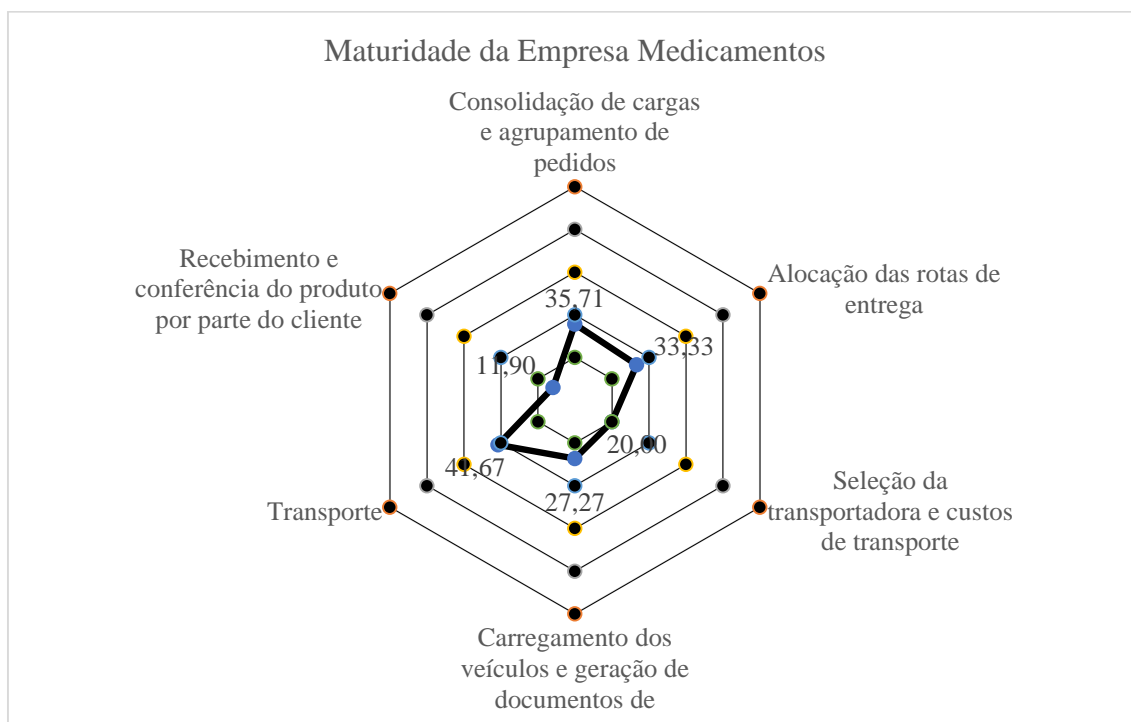 Maturidade da Empresa Medicamentos
Consolidação de cargas
e agrupamento de
pedidos
Recebimento e
conferência do produto
por parte do cliente
Alocação das rotas de
entrega
35,71
33,33
11,90
20,00
41,67
27,27
Transporte
Seleção da
transportadora e custos
de transporte
Carregamento dos
veículos e geração de
documentos de